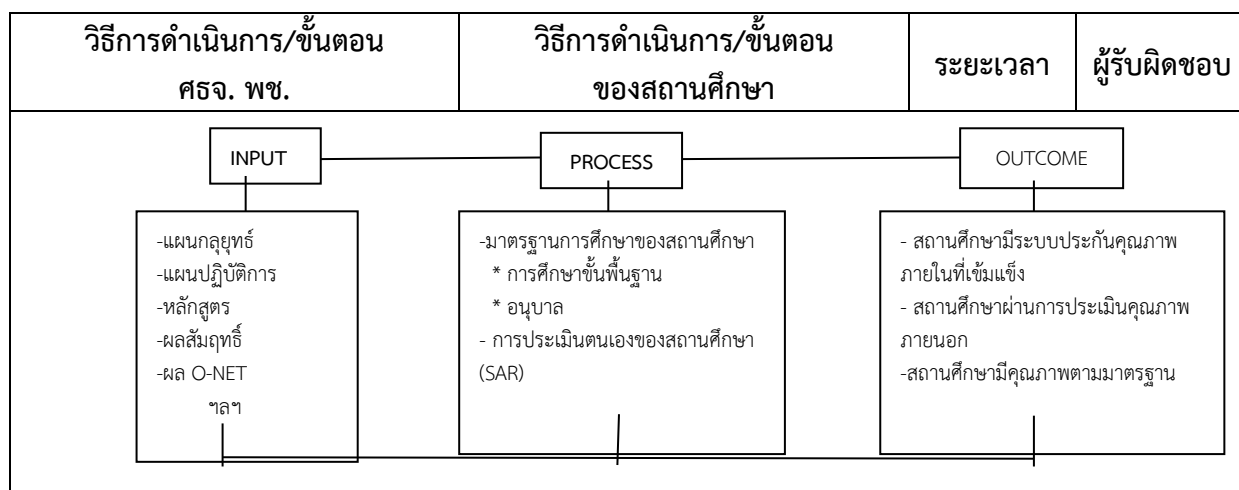 วิธีการดำเนินการ/ขั้นตอน
ศธจ. พช.
วิธีการดำเนินการ/ขั้นตอน
ของสถานศึกษา
ระยะเวลา
ผู้รับผิดชอบ
INPUT
PROCESS
OUTCOME
-แผนกลุยุทธ์
-แผนปฏิบัติการ
-หลักสูตร
-ผลสัมฤทธิ์
-ผล O-NET
ฯลฯ
-มาตรฐานการศึกษาของสถานศึกษา
* การศึกษาขั้นพื้นฐาน
* อนุบาล
- การประเมินตนเองของสถานศึกษา
(SAR)
- สถานศึกษามีระบบประกันคุณภาพ
ภายในที่เข้มแข็ง
- สถานศึกษาผ่านการประเมินคุณภาพ
ภายนอก
-สถานศึกษามีคุณภาพตามมาตรฐาน